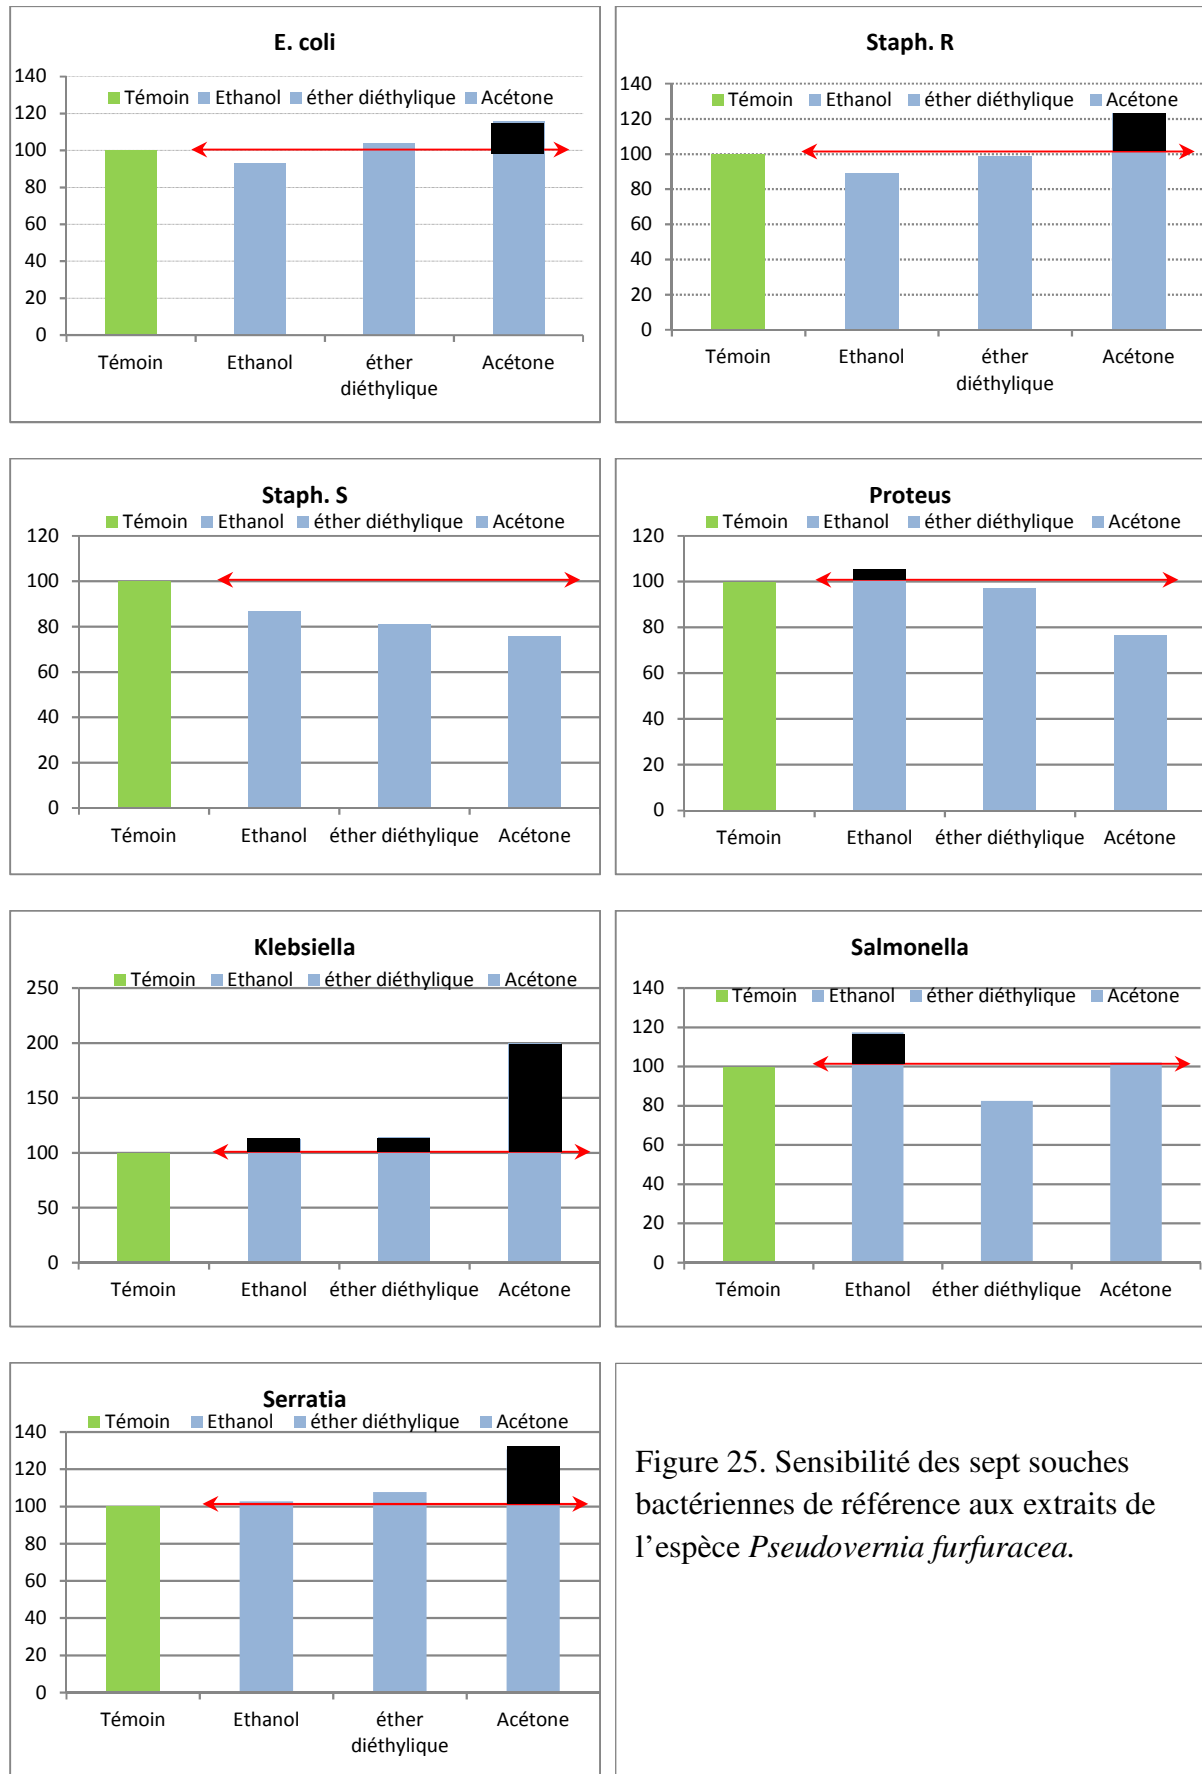 E. coli
Témoin Ethanol éther diéthylique Acétone
140
120
100
80
60
40
20
0
Témoin Ethanol éther Acétone
diéthylique
Staph. R
Témoin Ethanol éther diéthylique Acétone
140
120
100
80
60
40
20
0
Témoin Ethanol éther Acétone
diéthylique
Staph. S
Témoin Ethanol éther diéthylique Acétone
120
100
80
60
40
20
0
Témoin Ethanol éther diéthylique Acétone
Proteus
Témoin Ethanol éther diéthylique Acétone
120
100
80
60
40
20
0
Témoin Ethanol éther diéthylique Acétone
Klebsiella
Témoin Ethanol éther diéthylique Acétone
250
200
150
100
50
0
Témoin Ethanol éther diéthylique Acétone
Salmonella
Témoin Ethanol éther diéthylique Acétone
140
120
100
80
60
40
20
0
Témoin Ethanol éther diéthylique Acétone
Serratia
Témoin Ethanol éther diéthylique Acétone
140
120
100
80
60
40
20
0
Témoin Ethanol éther Acétone
diéthylique
Figure 25. Sensibilité des sept souches
bactériennes de référence aux extraits de
l’espèce Pseudovernia furfuracea.